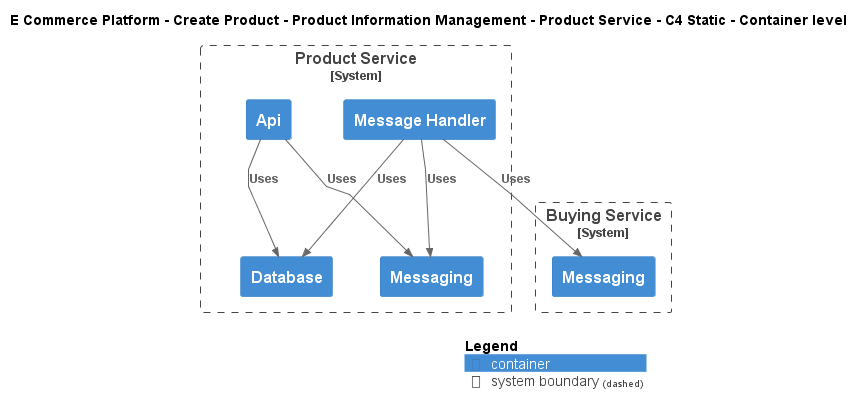 E Commerce Platform - Create Product - Product Information Management - Product Service - C4 Static - Container level
Product Service
[System]
Api
Message Handler
Uses
Uses
Uses
Uses
Uses
Buying Service
[System]
Database
Messaging
Messaging
Legend
container
system boundary (dashed)